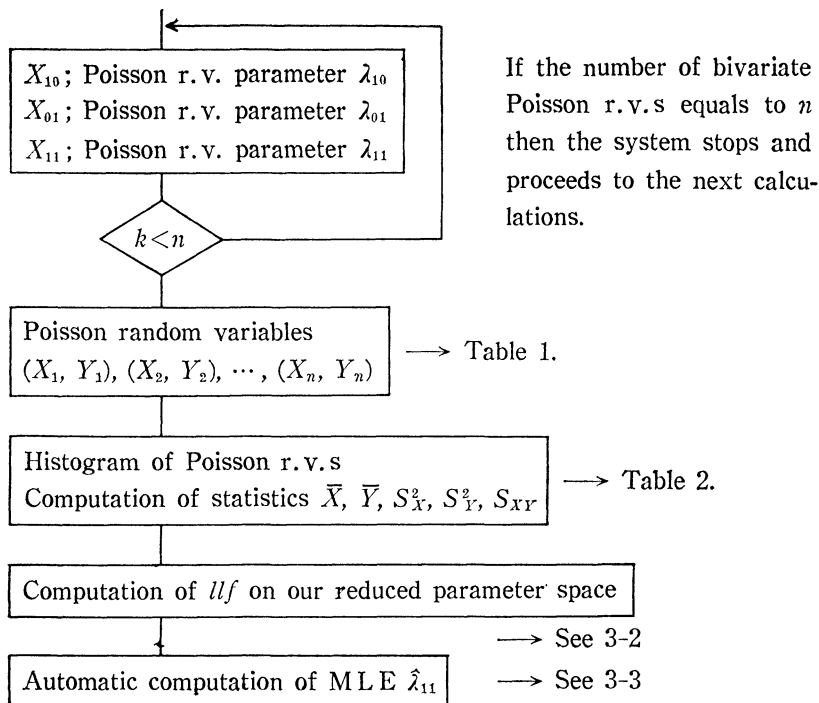 X₁₀; Poisson r.v. parameter λ₁₀
X₀₁; Poisson r.v. parameter λ₀₁
X₁₁; Poisson r.v. parameter λ₁₁
If the number of bivariate
Poisson r.v.s equals to n
then the system stops and
proceeds to the next calcu-
lations.
k<n
Poisson random variables
(X₁, Y₁), (X₂, Y₂), ⋯, (Xₙ, Yₙ)
→ Table 1.
Histogram of Poisson r.v.s
Computation of statistics X̅, Y̅, S²_X, S²_Y, S_XY
→ Table 2.
Computation of llf on our reduced parameter space
→ See 3-2
Automatic computation of MLE λ̂₁₁
→ See 3-3